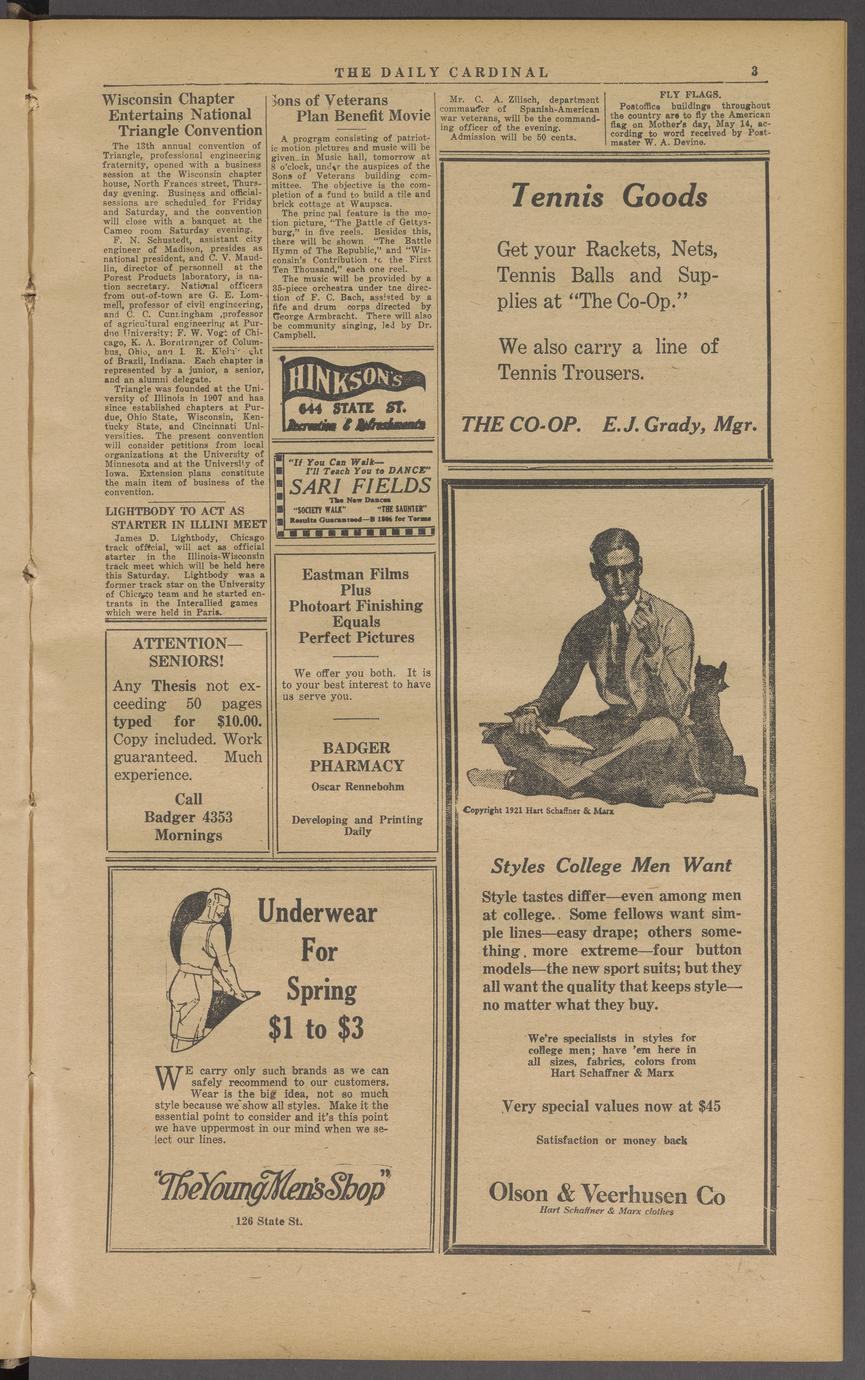 THE DAILY CARDINAL
3
Wisconsin Chapter
Entertains National
Triangle Convention
The 13th annual convention of
Triangle, professional engineering
fraternity, opened with a business
session at the Wisconsin chapter
house, North Frances street, Thurs-
day evening. Business and official-
sessions are scheduled for Friday
and Saturday, and the convention
will close with a banquet at the
Cameo room Saturday evening.
F. N. Schustedt, assistant city
engineer of Madison, presides as
national president, and C. V. Maud-
lin, director of personnell at the
Forest Products laboratory, is na-
tion secretary. National officers
from out-of-town are G. E. Lom-
mell, professor of civil engineering,
and C. C. Cunningham ,professor
of agricultural engineering at Pur-
due University; F. W. Vogt of Chi-
cago, K. A. Borntranger of Colum-
bus, Ohio, and I. R.
of Brazil, Indiana. Each chapter is
represented by a junior, a senior,
and an alumni delegate.
Triangle was founded at the Uni-
versity of Illinois in 1907 and has
since established chapters at Pur-
due, Ohio State, Wisconsin, Ken-
tucky State, and Cincinnati Uni-
versities. The present convention
will consider petitions from local
organizations at the University of
Minnesota and at the University of
Iowa. Extension plans constitute
the main item of business of the
convention.
LIGHTBODY TO ACT AS
STARTER IN ILLINI MEET
James D. Lightbody, Chicago
track official, will act as official
starter in the Illinois-Wisconsin
track meet which will be held here
this Saturday. Lightbody was a
former track star on the University
of Chicago team and he started en-
trants in the Interallied games
which were held in Paris.
ATTENTION—
SENIORS!
Any Thesis not ex-
ceeding 50 pages
typed for $10.00.
Copy included. Work
guaranteed. Much
experience.
Call
Badger 4353
Mornings
Sons of Veterans
Plan Benefit Movie
A program consisting of patriot-
ic motion pictures and music will be
given in Music hall, tomorrow at
8 o'clock, under the auspices of the
Sons of Veterans building com-
mittee. The objective is the com-
pletion of a fund to build a tile and
brick cottage at Waupaca.
The principal feature is the mo-
tion picture, "The Battle of Gettys-
burg," in five reels. Besides this,
there will be shown "The Battle
Hymn of The Republic," and "Wis-
consin's Contribution to the First
Ten Thousand," each one reel.
The music will be provided by a
35-piece orchestra under the direc-
tion of F. C. Bach, assisted by a
fife and drum corps directed by
George Armbracht. There will also
be community singing, led by Dr.
Campbell.
HINKSON'S
644 STATE ST.
Recreation & Refreshments
"If You Can Walk—
I'll Teach You to DANCE"
SARI FIELDS
The New Dances
"SOCIETY WALK" "THE SAUNTER"
Results Guaranteed—B 1806 for Terms
Eastman Films
Plus
Photoart Finishing
Equals
Perfect Pictures
We offer you both. It is
to your best interest to have
us serve you.
BADGER
PHARMACY
Oscar Rennebohm
Developing and Printing
Daily
Underwear
For
Spring
$1 to $3
WE carry only such brands as we can
safely recommend to our customers.
Wear is the big idea, not so much
style because we show all styles. Make it the
essential point to consider and it's this point
we have uppermost in our mind when we se-
lect our lines.
"The Young Men's Shop"
126 State St.
Mr. C. A. Zilisch, department
commander of Spanish-American
war veterans, will be the command-
ing officer of the evening.
Admission will be 50 cents.
FLY FLAGS.
Postoffice buildings throughout
the country are to fly the American
flag on Mother's day, May 14, ac-
cording to word received by Post-
master W. A. Devine.
Tennis Goods
Get your Rackets, Nets,
Tennis Balls and Sup-
plies at "The Co-Op."
We also carry a line of
Tennis Trousers.
THE CO-OP. E.J. Grady, Mgr.
Copyright 1921 Hart Schaffner & Marx
Styles College Men Want
Style tastes differ—even among men
at college. Some fellows want sim-
ple lines—easy drape; others some-
thing more extreme—four button
models—the new sport suits; but they
all want the quality that keeps style—
no matter what they buy.
We're specialists in styles for
college men; have 'em here in
all sizes, fabrics, colors from
Hart Schaffner & Marx
Very special values now at $45
Satisfaction or money back
Olson & Veerhusen Co
Hart Schaffner & Marx clothes